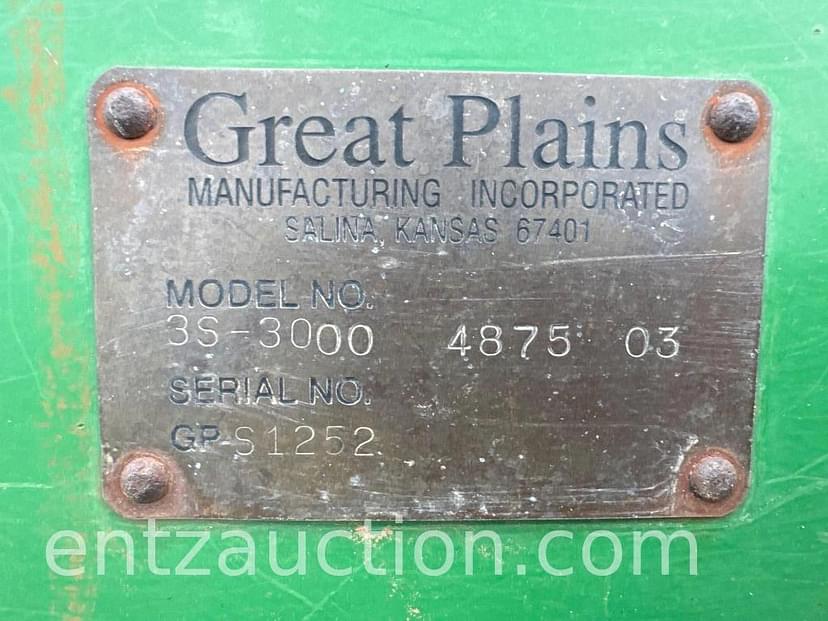 Great Plains
MANUFACTURING INCORPORATED
SALINA, KANSAS 67401
MODEL NO.
3S-3000 4875 03
SERIAL NO.
GP-S1252
entzauction.com